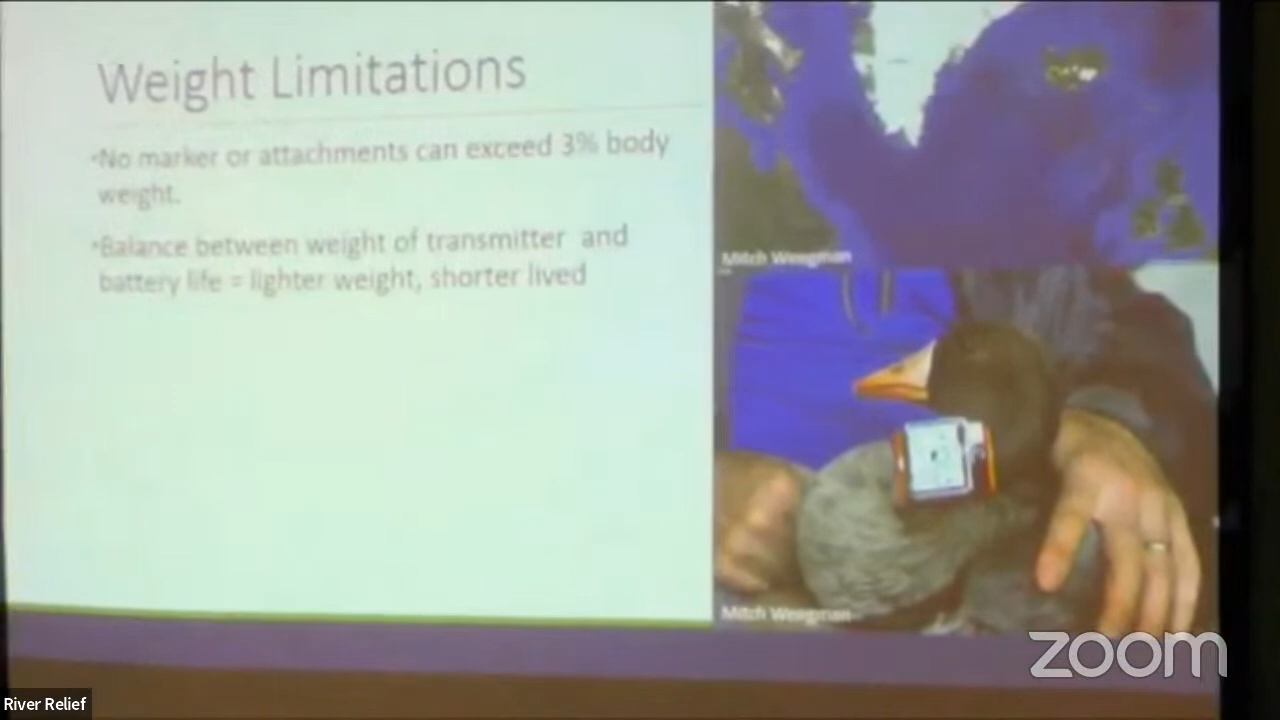 Weight Limitations
•No marker or attachments can exceed 3% body
weight.
•Balance between weight of transmitter and
battery life = lighter weight, shorter lived
Mitch Weegman
Mitch Weegman
zoom
River Relief